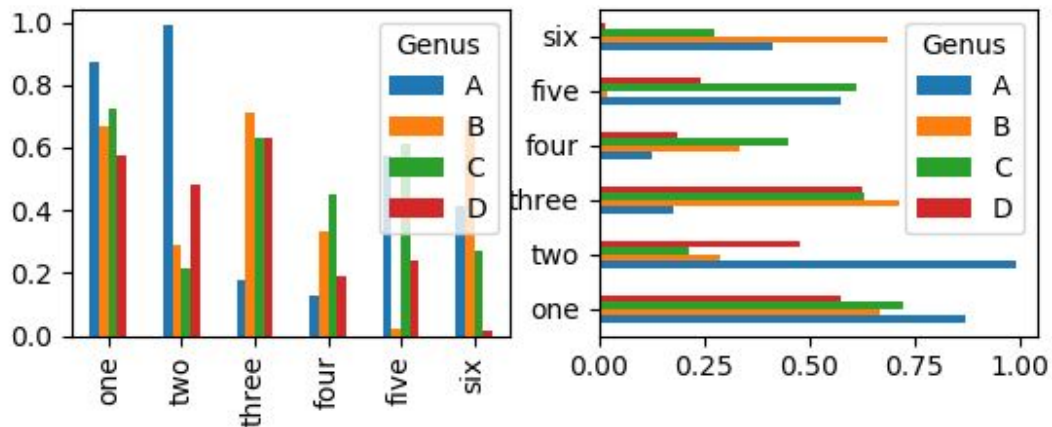 1.0
0.8
0.6
0.4
0.2
0.0
one
two
three
four
five
six
Genus
A
B
C
D
six
five
four
three
two
one
0.00
0.25
0.50
0.75
1.00
Genus
A
B
C
D